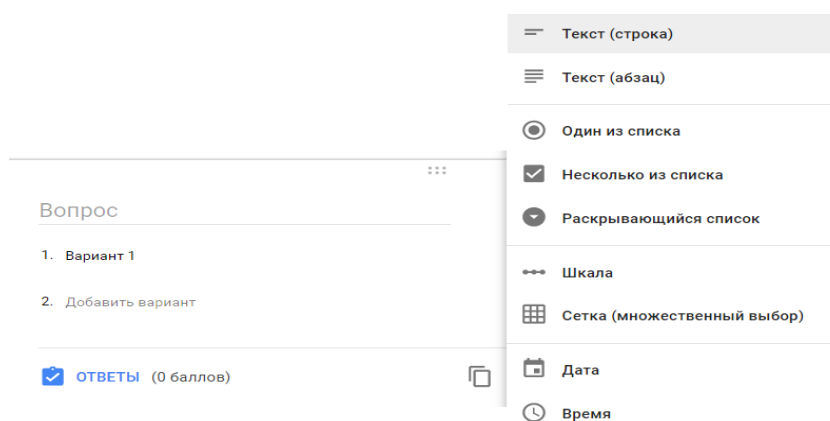 Текст (строка)
Текст (абзац)
Один из списка
Несколько из списка
Раскрывающийся список
Шкала
Сетка (множественный выбор)
Дата
Время
Вопрос
1. Вариант 1
2. Добавить вариант
ОТВЕТЫ (0 баллов)